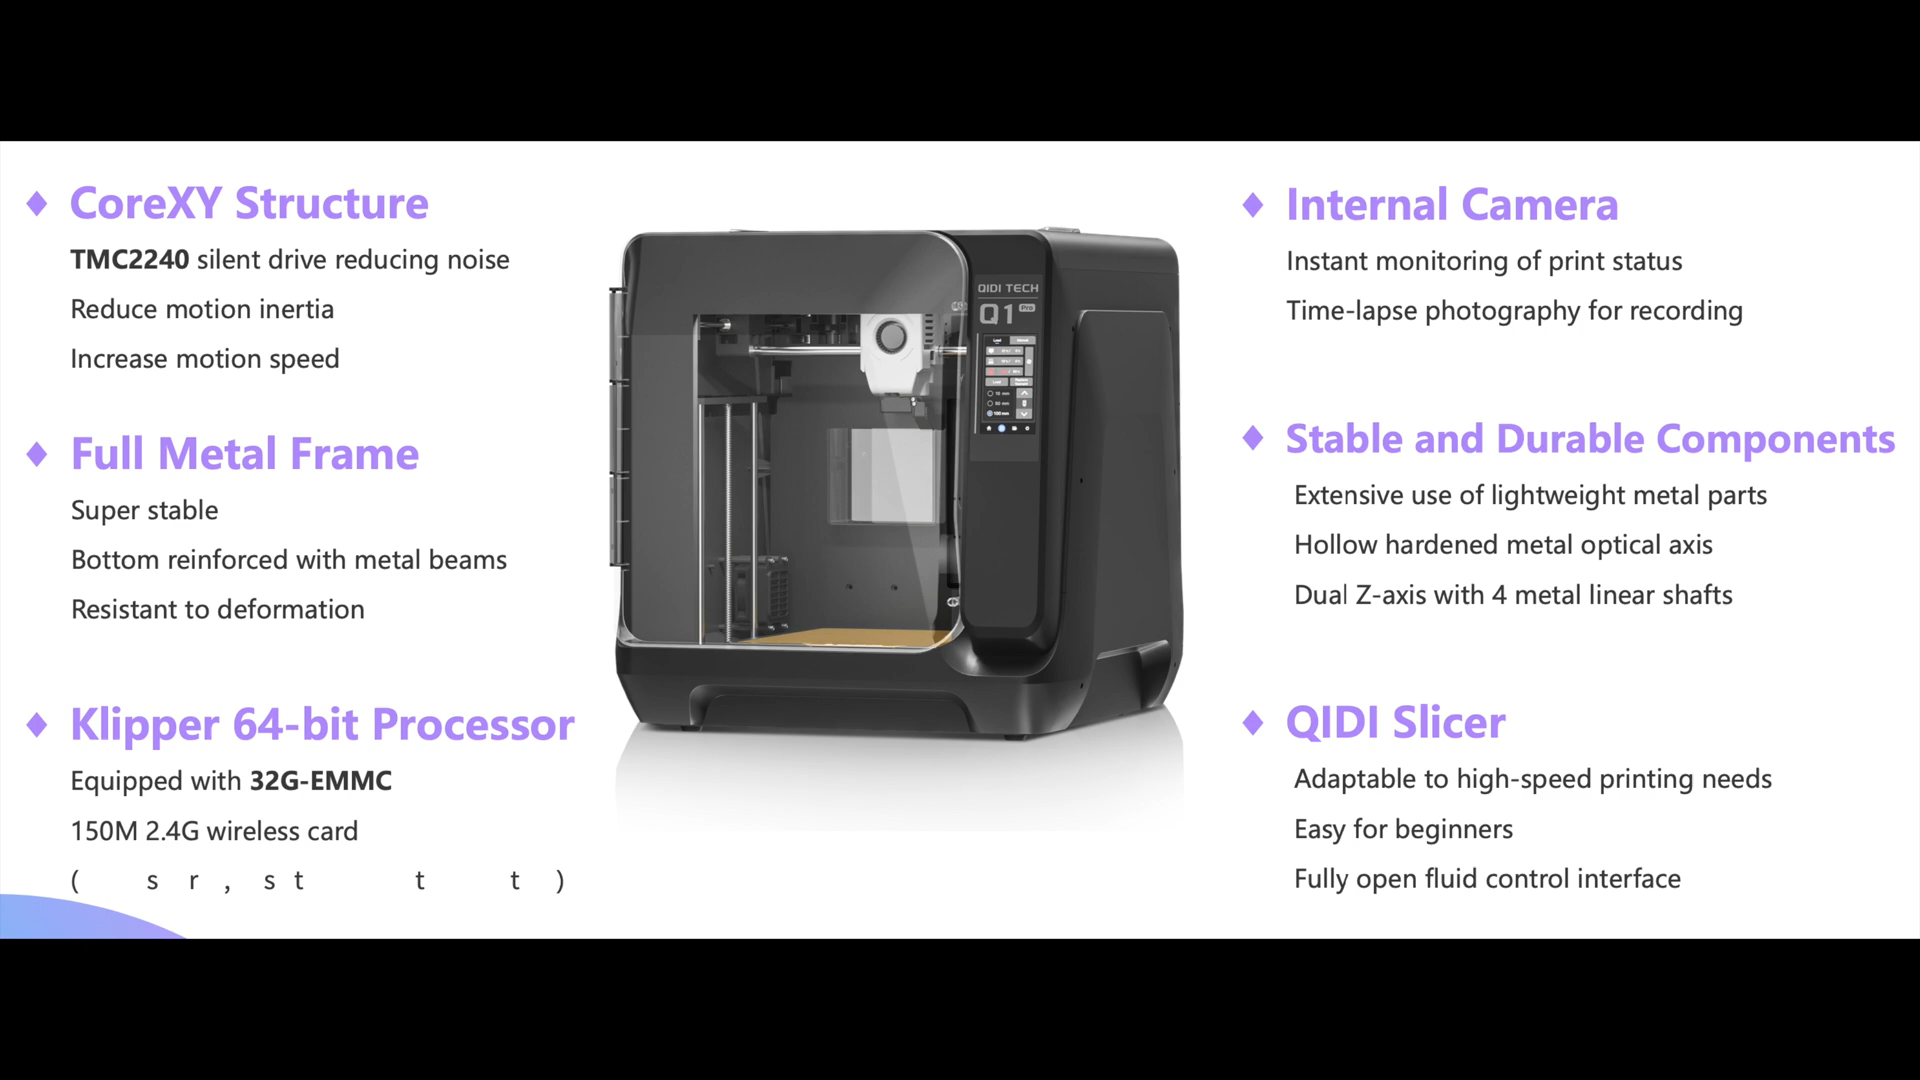 CoreXY Structure
TMC2240 silent drive reducing noise
Reduce motion inertia
Increase motion speed
Full Metal Frame
Super stable
Bottom reinforced with metal beams
Resistant to deformation
Klipper 64-bit Processor
Equipped with 32G-EMMC
150M 2.4G wireless card
( s r , s t t t )
QIDI TECH
Q1 Pro
Internal Camera
Instant monitoring of print status
Time-lapse photography for recording
Stable and Durable Components
Extensive use of lightweight metal parts
Hollow hardened metal optical axis
Dual Z-axis with 4 metal linear shafts
QIDI Slicer
Adaptable to high-speed printing needs
Easy for beginners
Fully open fluid control interface